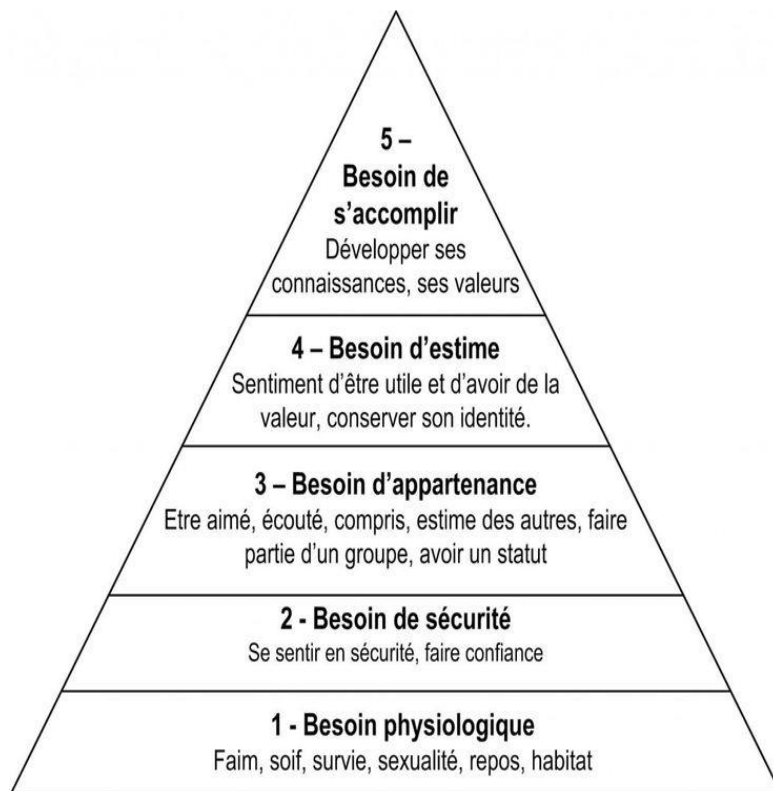 5 –
Besoin de
s’accomplir
Développer ses
connaissances, ses valeurs
4 – Besoin d’estime
Sentiment d’être utile et d’avoir de la
valeur, conserver son identité.
3 – Besoin d’appartenance
Etre aimé, écouté, compris, estime des autres, faire
partie d’un groupe, avoir un statut
2 - Besoin de sécurité
Se sentir en sécurité, faire confiance
1 - Besoin physiologique
Faim, soif, survie, sexualité, repos, habitat